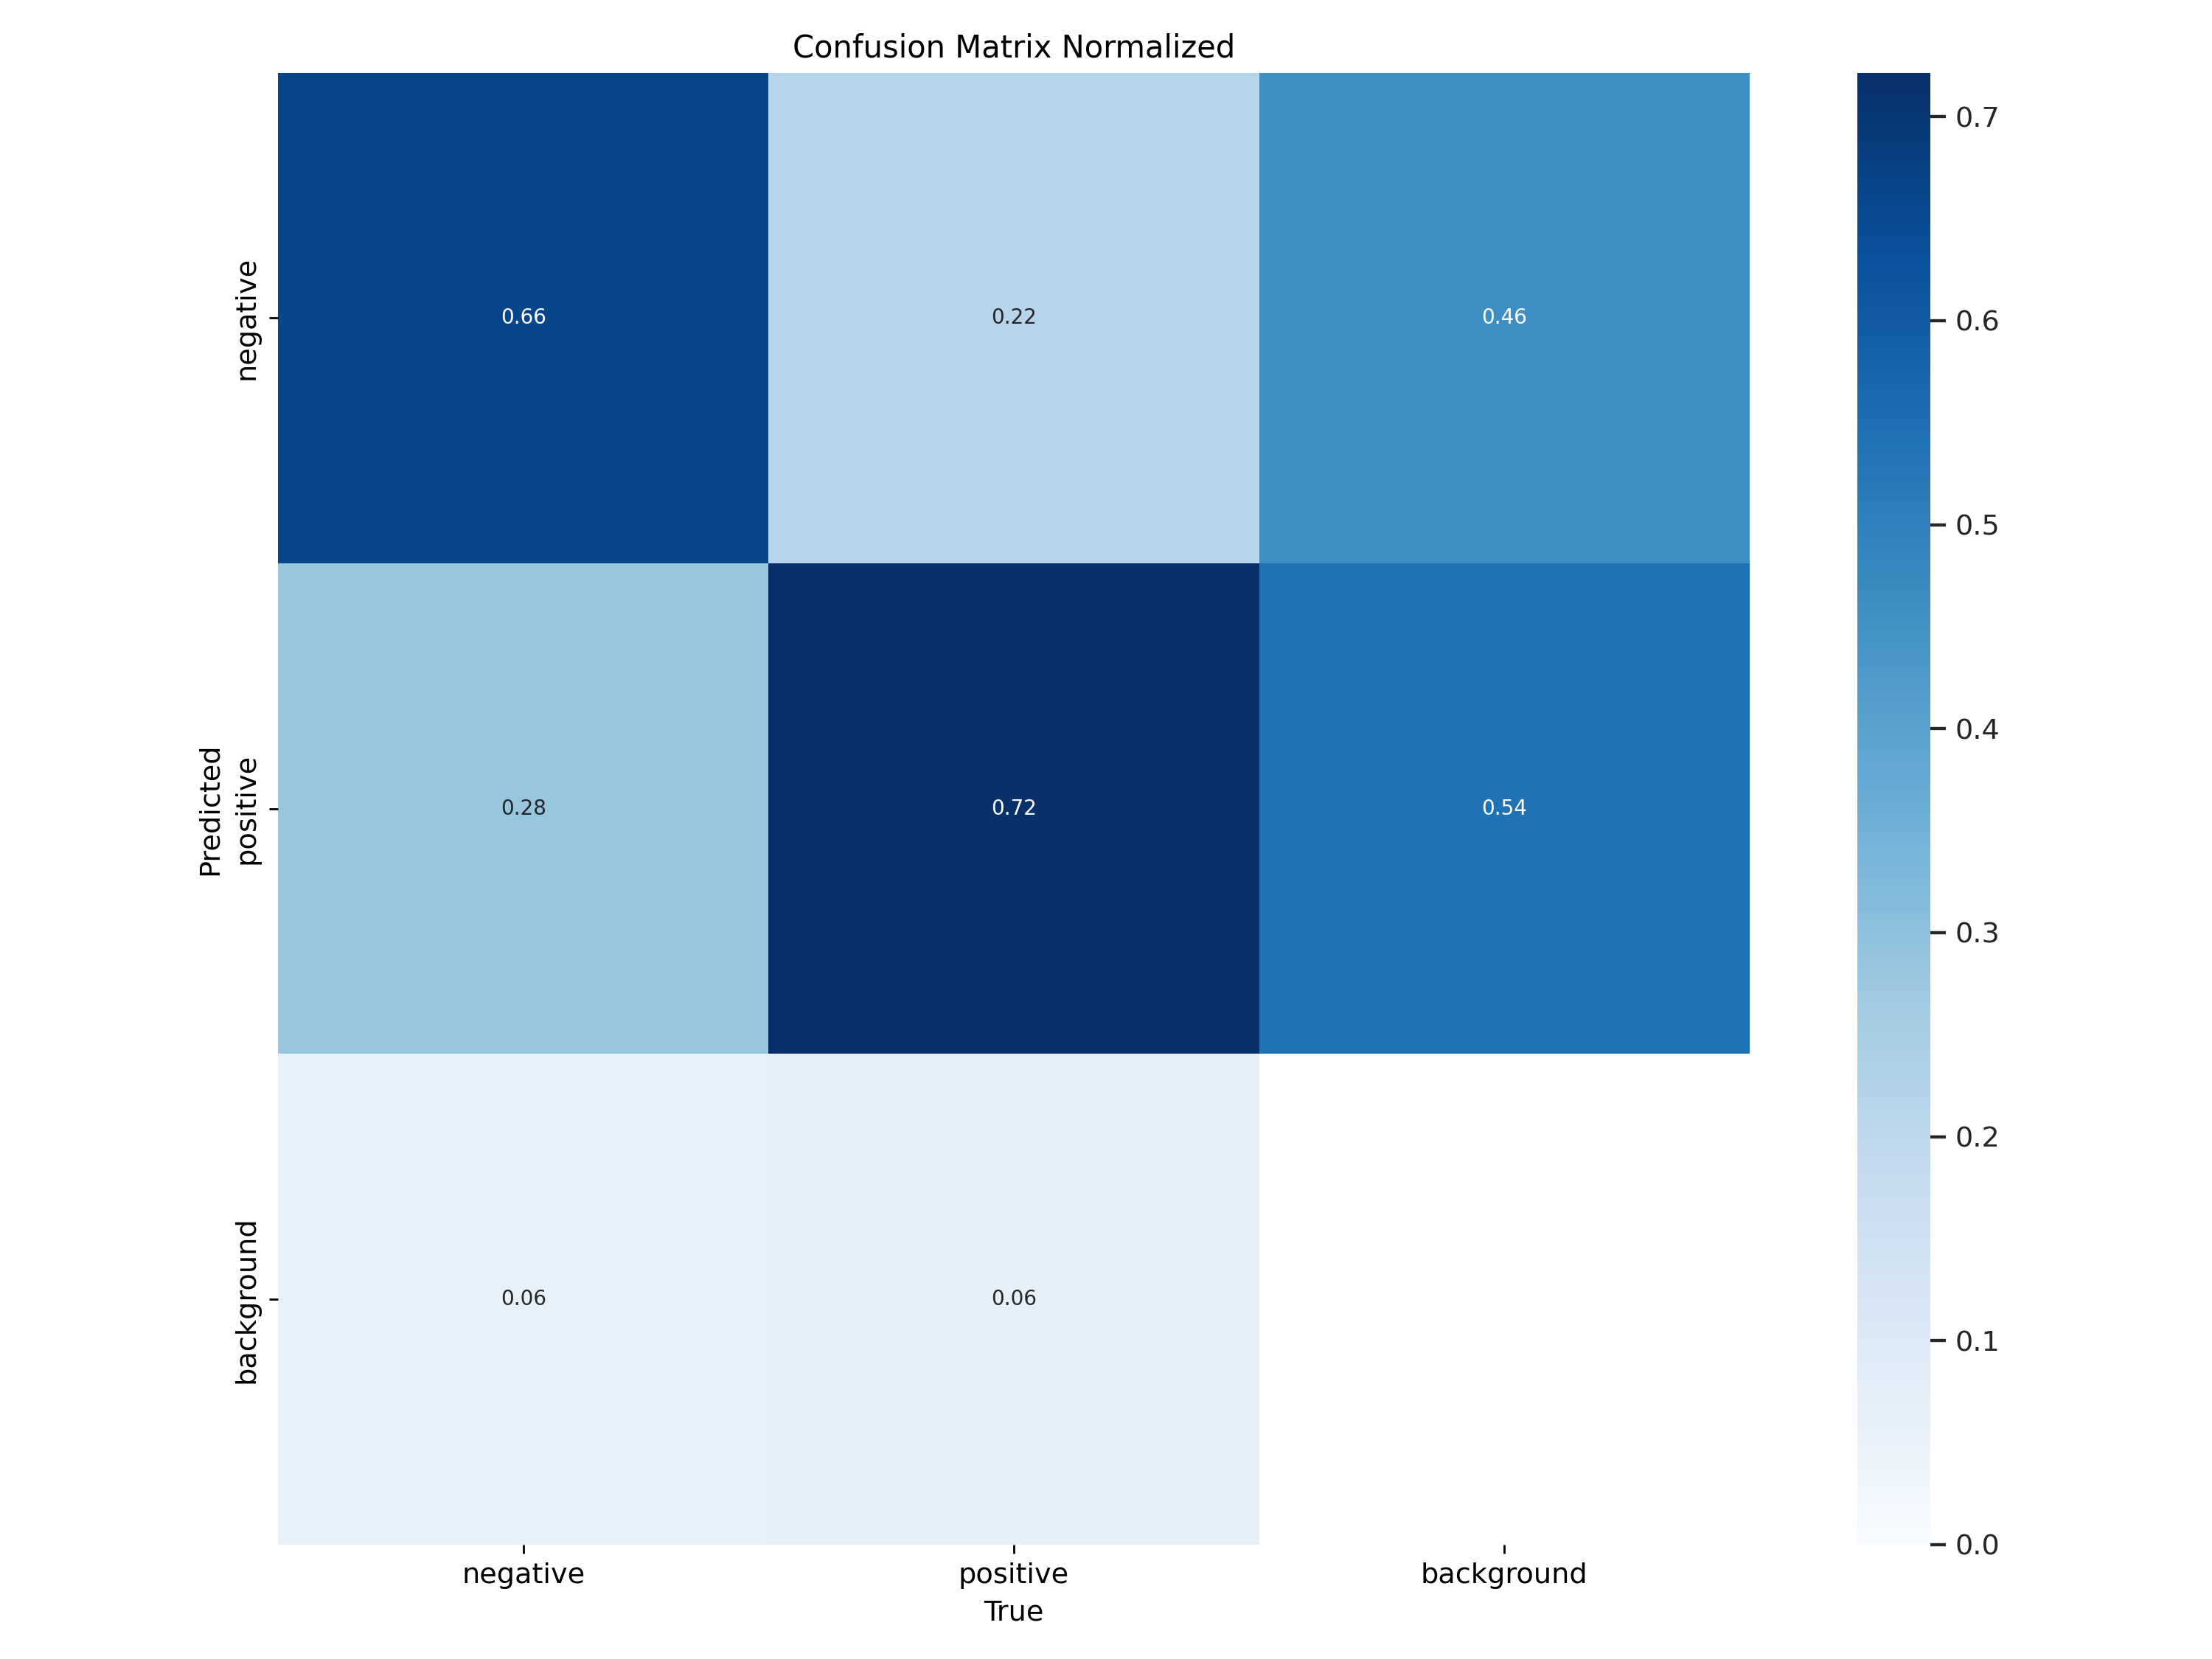 Confusion Matrix Normalized
negative
0.66
0.22
0.46
Predicted
positive
0.28
0.72
0.54
background
0.06
0.06
negative
positive
background
True
0.7
0.6
0.5
0.4
0.3
0.2
0.1
0.0